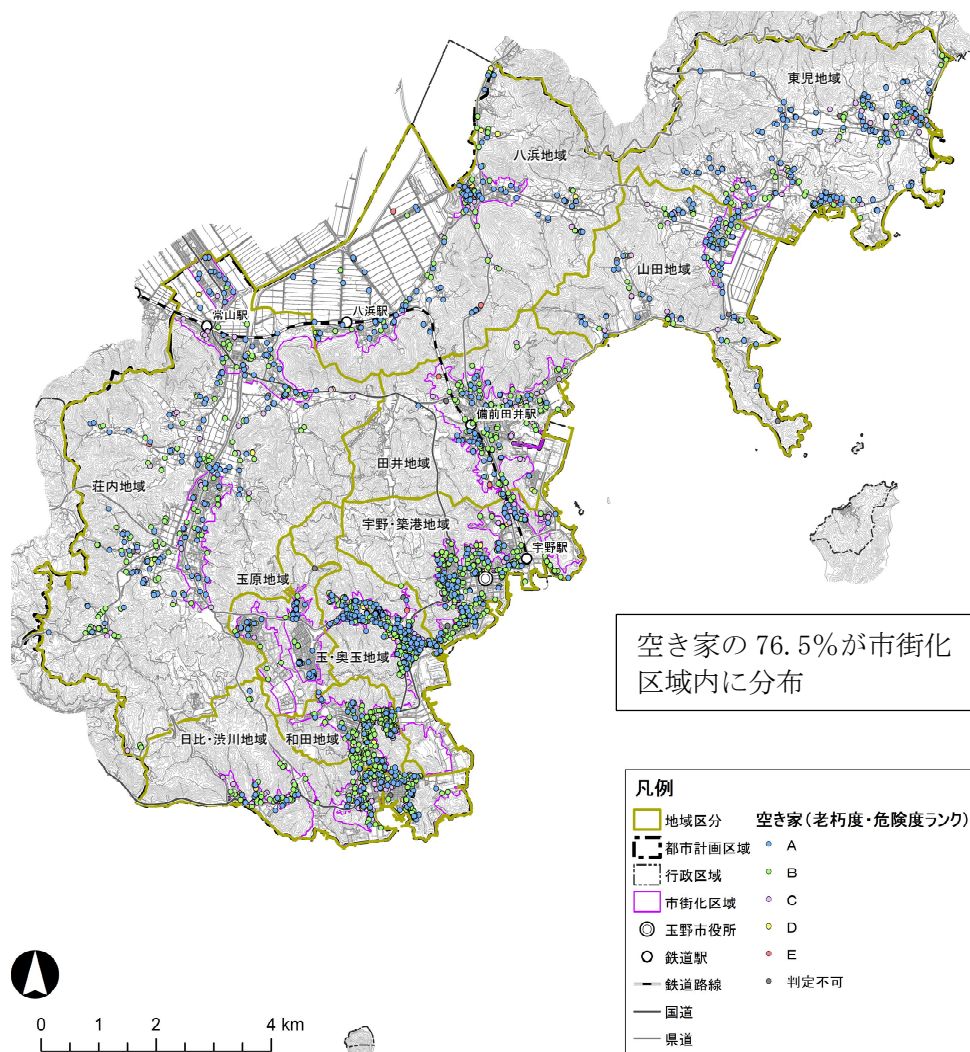 東児地域
八浜地域
山田地域
常山駅
八浜駅
備前田井駅
田井地域
荘内地域
宇野・築港地域
宇野駅
玉原地域
玉・奥玉地域
日比・渋川地域
和田地域
空き家の 76.5%が市街化
区域内に分布
凡例
地域区分
都市計画区域
行政区域
市街化区域
玉野市役所
鉄道駅
鉄道路線
国道
県道
空き家(老朽度・危険度ランク)
A
B
C
D
E
判定不可
0 1 2 4 km